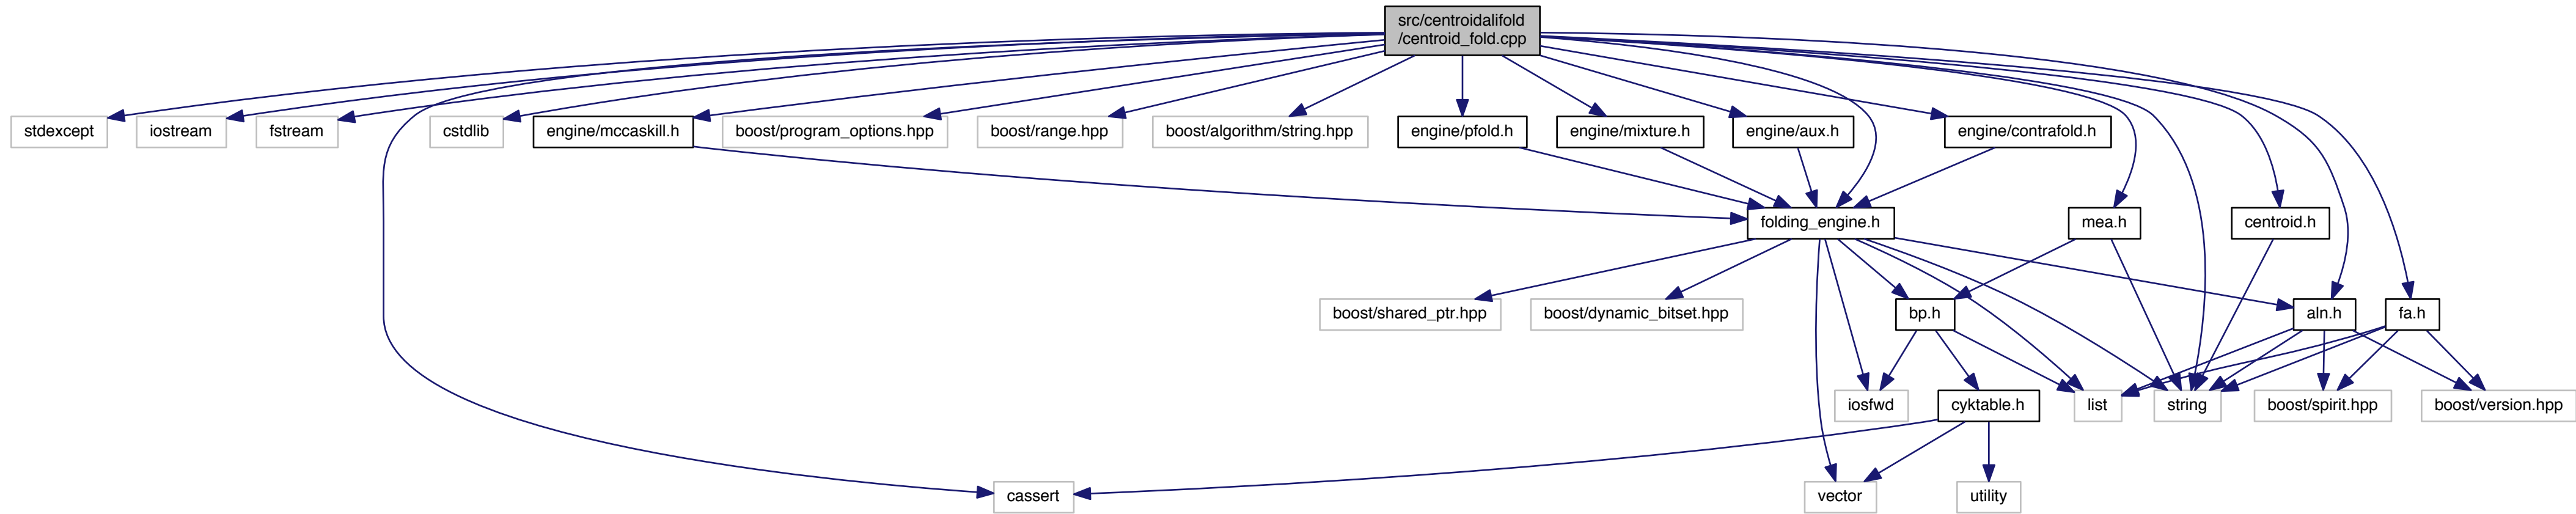 src/centroidalifold
/centroid_fold.cpp
stdexcept
iostream
fstream
cstdlib
engine/mccaskill.h
boost/program_options.hpp
boost/range.hpp
boost/algorithm/string.hpp
engine/pfold.h
engine/mixture.h
engine/aux.h
engine/contrafold.h
folding_engine.h
mea.h
centroid.h
boost/shared_ptr.hpp
boost/dynamic_bitset.hpp
bp.h
aln.h
fa.h
iosfwd
cyktable.h
list
string
boost/spirit.hpp
boost/version.hpp
cassert
vector
utility